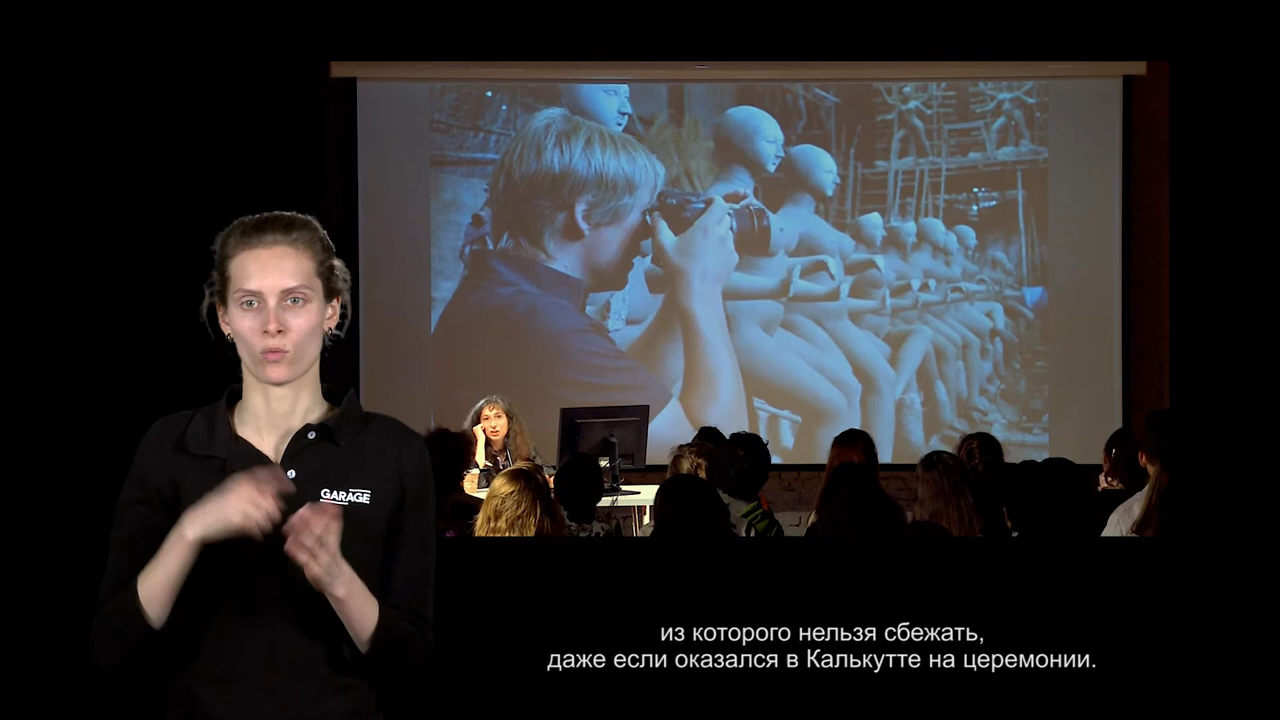 GARAGE
из которого нельзя сбежать,
даже если оказался в Калькутте на церемонии.